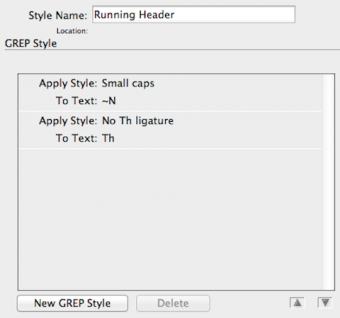 Style Name: Running Header
Location:
GREP Style
Apply Style: Small caps
To Text: ~N
Apply Style: No Th ligature
To Text: Th
New GREP Style Delete